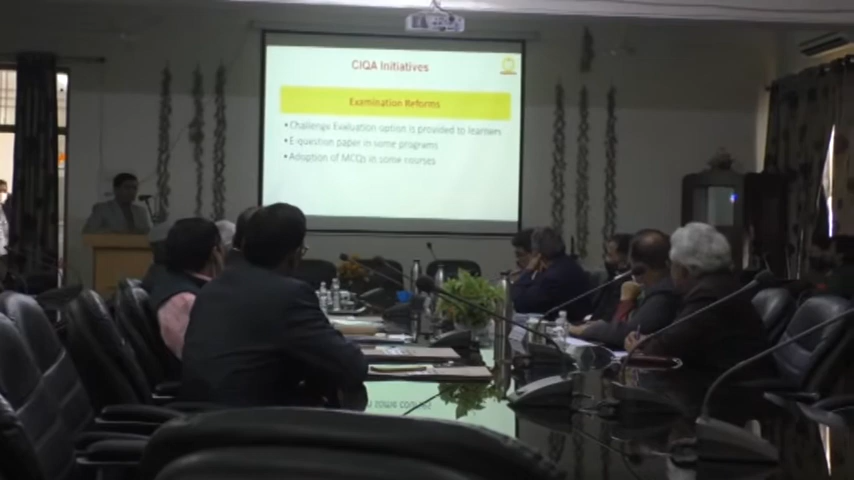 CIQA Initiatives
Examination Reforms
• Challenge Evaluation option is provided to learners
• E-question paper in some programs
• Adoption of MCQs in some courses